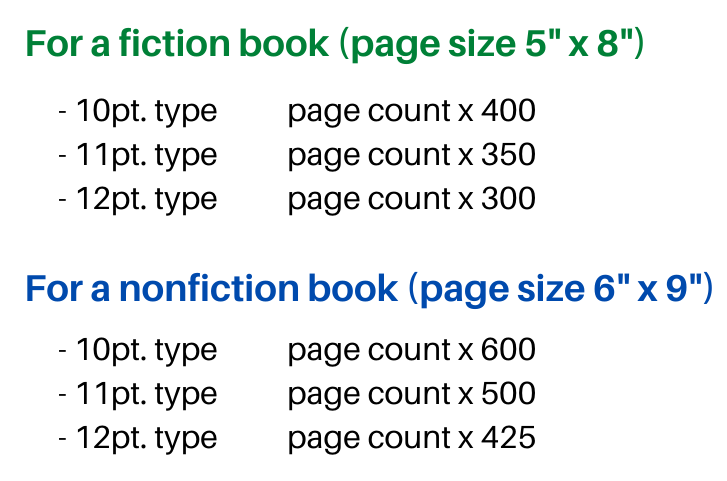 For a fiction book (page size 5" x 8")
- 10pt. type page count x 400
- 11pt. type page count x 350
- 12pt. type page count x 300
For a nonfiction book (page size 6" x 9")
- 10pt. type page count x 600
- 11pt. type page count x 500
- 12pt. type page count x 425